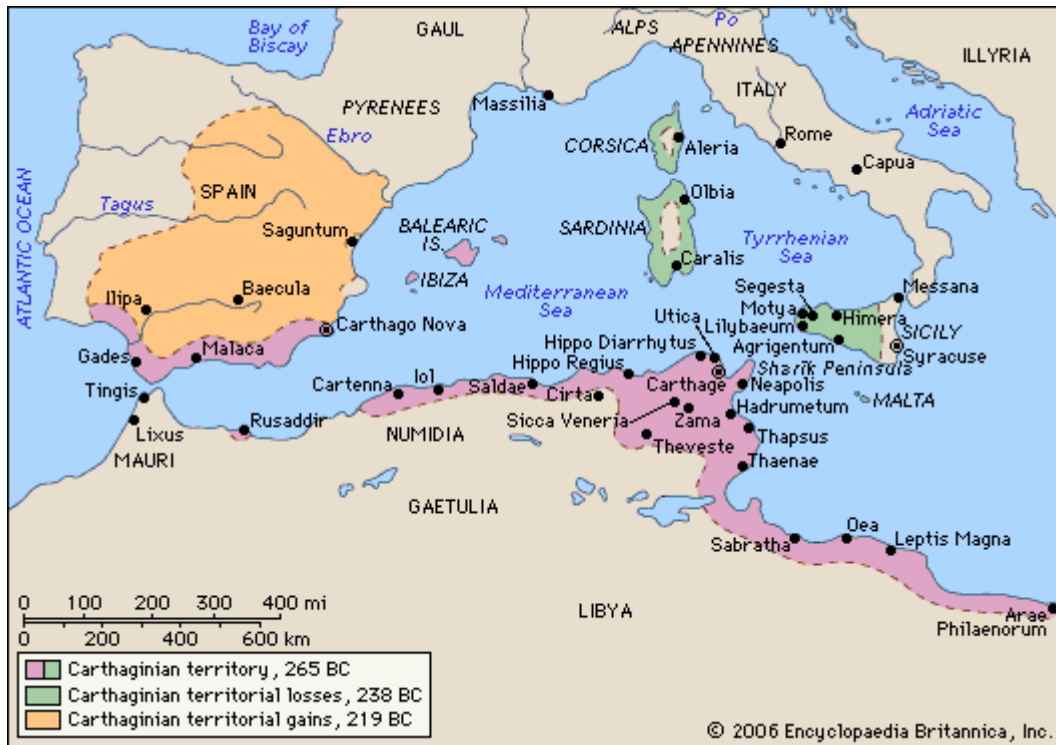 Bay of
Biscay
GAUL
ALPS
Po
APENNINES
ILLYRIA
ITALY
PYRENEES
Massilia
Adriatic
Sea
Ebro
CORSICA
Aleria
Rome
Capua
ATLANTIC OCEAN
Tagus
SPAIN
Olbia
Saguntum
BALEARIC
IS.
SARDINIA
Tyrrhenian
Sea
IBIZA
Caralis
Ilipa
Baecula
Mediterranean
Sea
Segesta
Messana
Motya
Himera
Carthago Nova
Utica
Lilybaeum
SICILY
Gades
Malaca
Hippo Diarrhytus
Agrigentum
Syracuse
Hippo Regius
Sharik Peninsula
Tingis
Cartenna
Iol
Saldae
Cirta
Carthage
Neapolis
MALTA
Lixus
Rusaddir
NUMIDIA
Sicca Veneria
Zama
Hadrumetum
MAURI
Theveste
Thapsus
Thaenae
GAETULIA
Sabratha
Oea
Leptis Magna
LIBYA
Arae
Philaenorum
0 100 200 300 400 mi
0 200 400 600 km
Carthaginian territory, 265 BC
Carthaginian territorial losses, 238 BC
Carthaginian territorial gains, 219 BC
© 2006 Encyclopaedia Britannica, Inc.